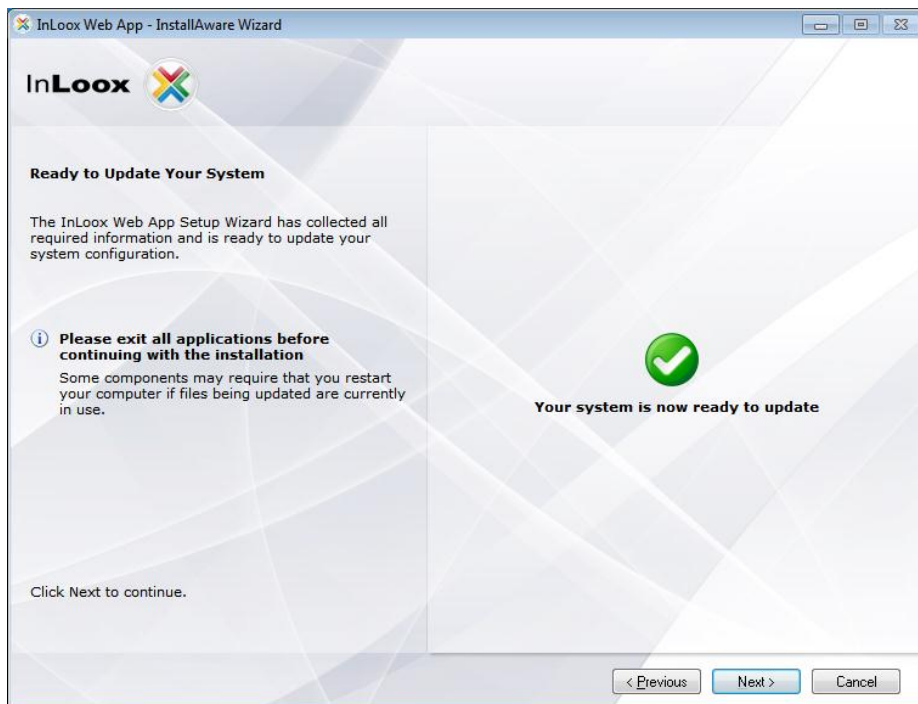 InLoox Web App - InstallAware Wizard
InLoox
Ready to Update Your System
The InLoox Web App Setup Wizard has collected all
required information and is ready to update your
system configuration.
Please exit all applications before
continuing with the installation
Some components may require that you restart
your computer if files being updated are currently
in use.
Your system is now ready to update
Click Next to continue.
< Previous
Next >
Cancel